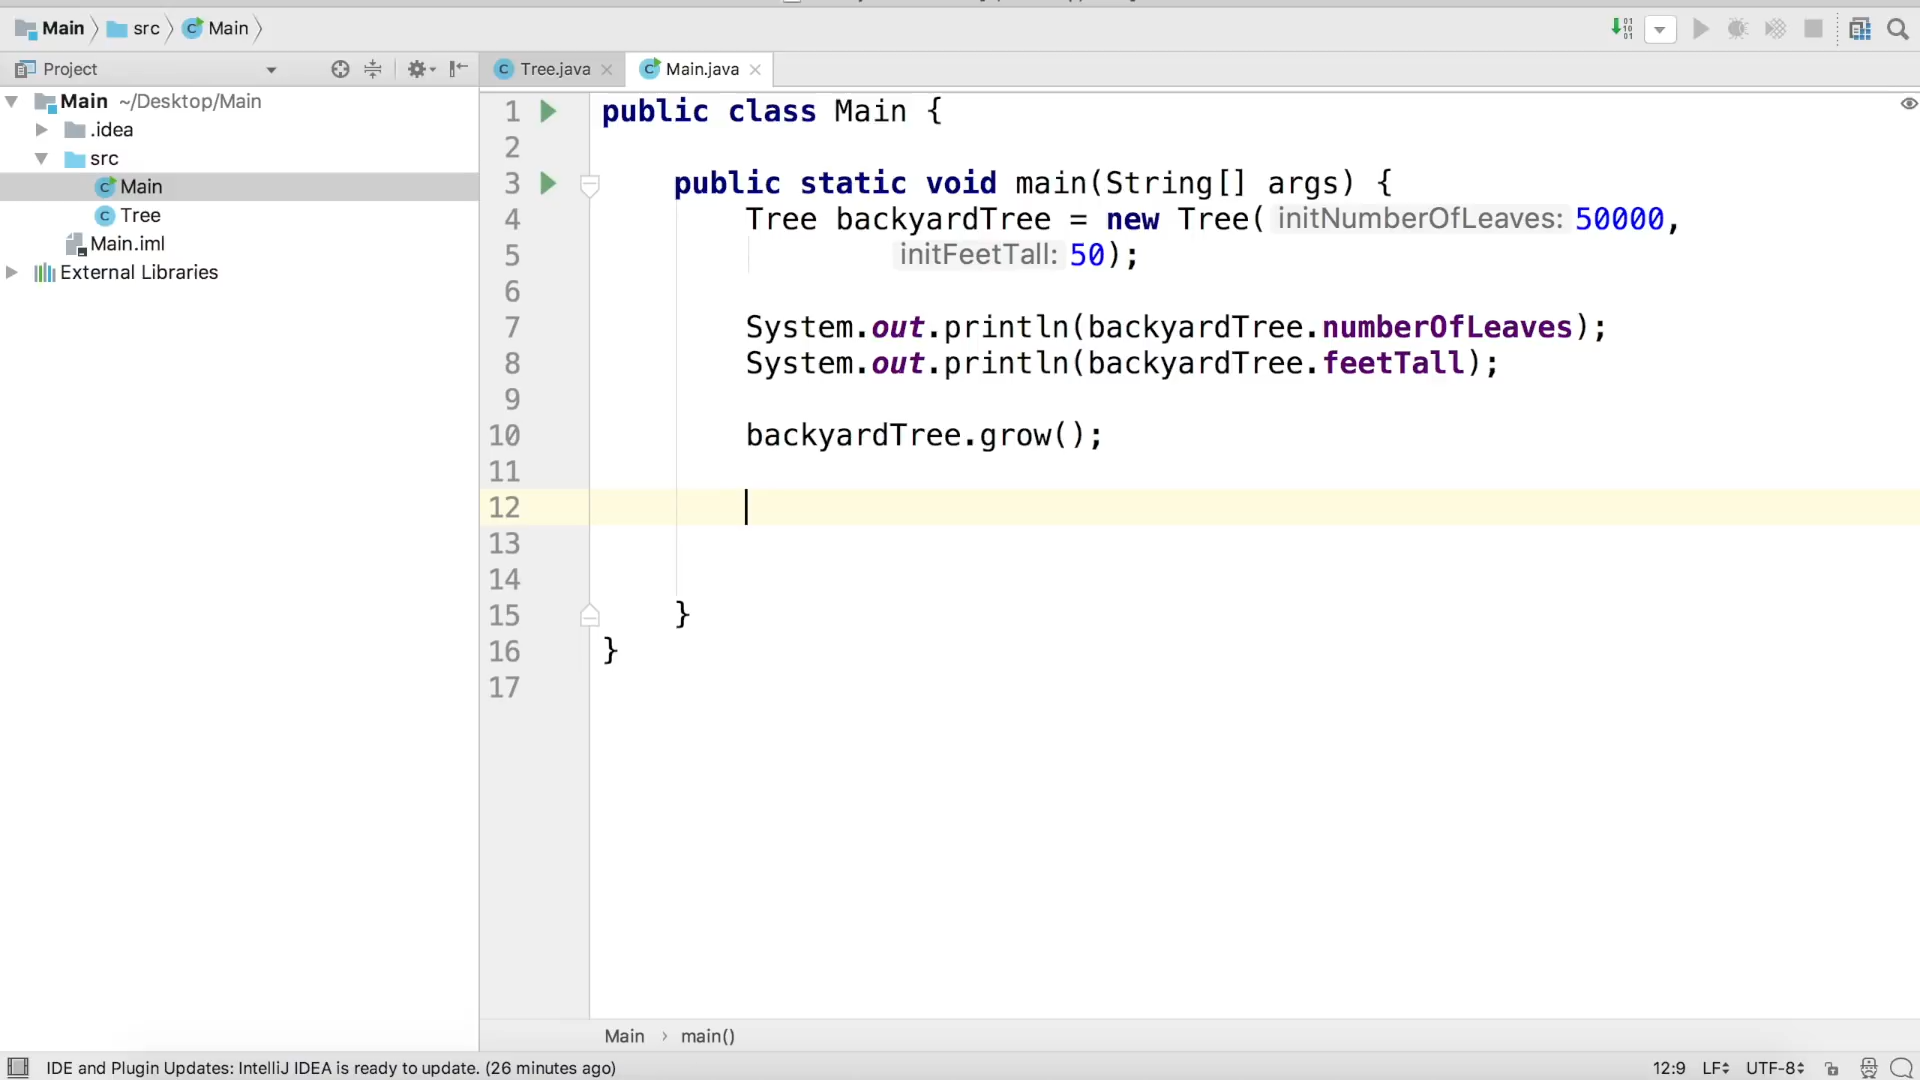 Main src Main
Project
Tree.java Main.java
Main ~/Desktop/Main
.idea
src
Main
Tree
Main.iml
External Libraries
1 public class Main {
2
3 public static void main(String[] args) {
4 Tree backyardTree = new Tree( initNumberOfLeaves: 50000,
5 initFeetTall: 50);
6
7 System.out.println(backyardTree.numberOfLeaves);
8 System.out.println(backyardTree.feetTall);
9
10 backyardTree.grow();
11
12
13
14
15 }
16 }
17
Main › main()
IDE and Plugin Updates: IntelliJ IDEA is ready to update. (26 minutes ago) 12:9 LF UTF-8